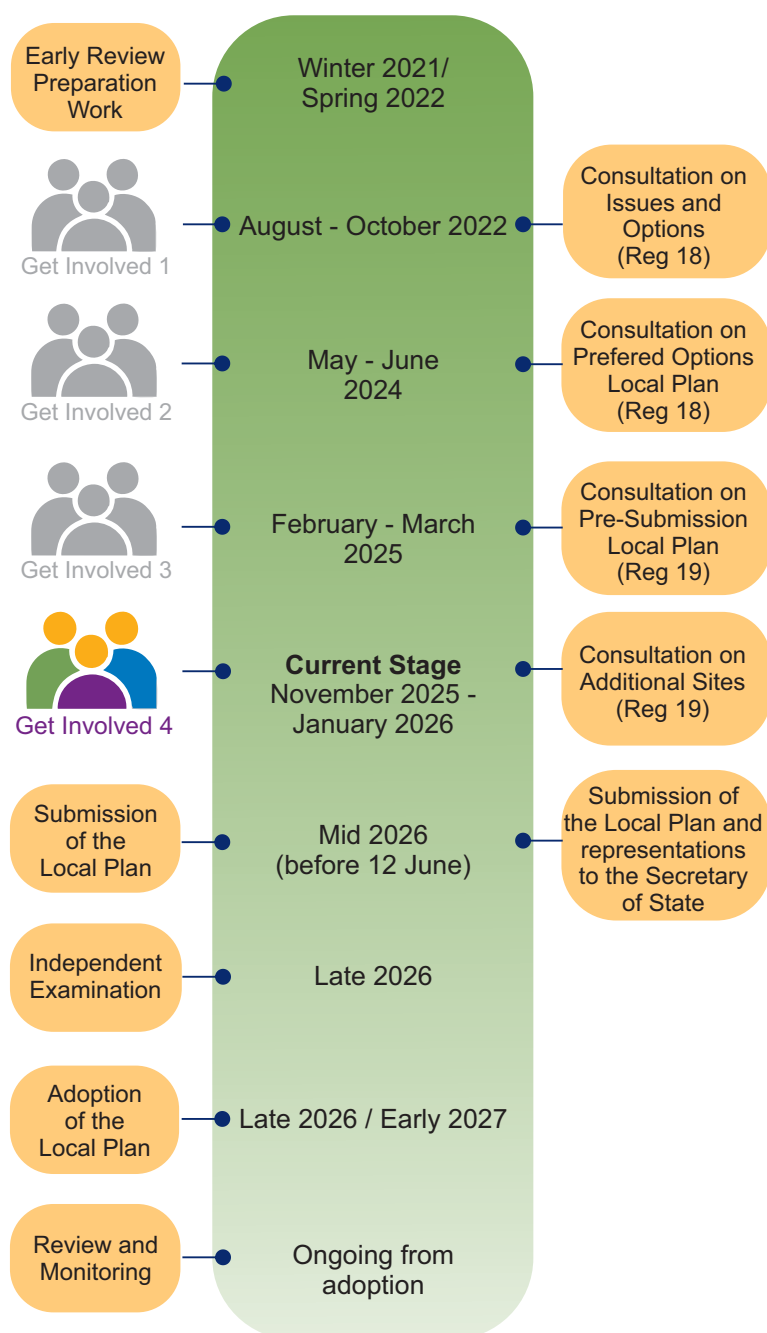 Early Review
Preparation
Work
Winter 2021/
Spring 2022
Get Involved 1
August - October 2022
Consultation on
Issues and
Options
(Reg 18)
Get Involved 2
May - June
2024
Consultation on
Prefered Options
Local Plan
(Reg 18)
Get Involved 3
February - March
2025
Consultation on
Pre-Submission
Local Plan
(Reg 19)
Get Involved 4
Current Stage
November 2025 -
January 2026
Consultation on
Additional Sites
(Reg 19)
Submission
of the
Local Plan
Mid 2026
(before 12 June)
Submission of
the Local Plan and
representations
to the Secretary
of State
Independent
Examination
Late 2026
Adoption
of the
Local Plan
Late 2026 / Early 2027
Review and
Monitoring
Ongoing from
adoption